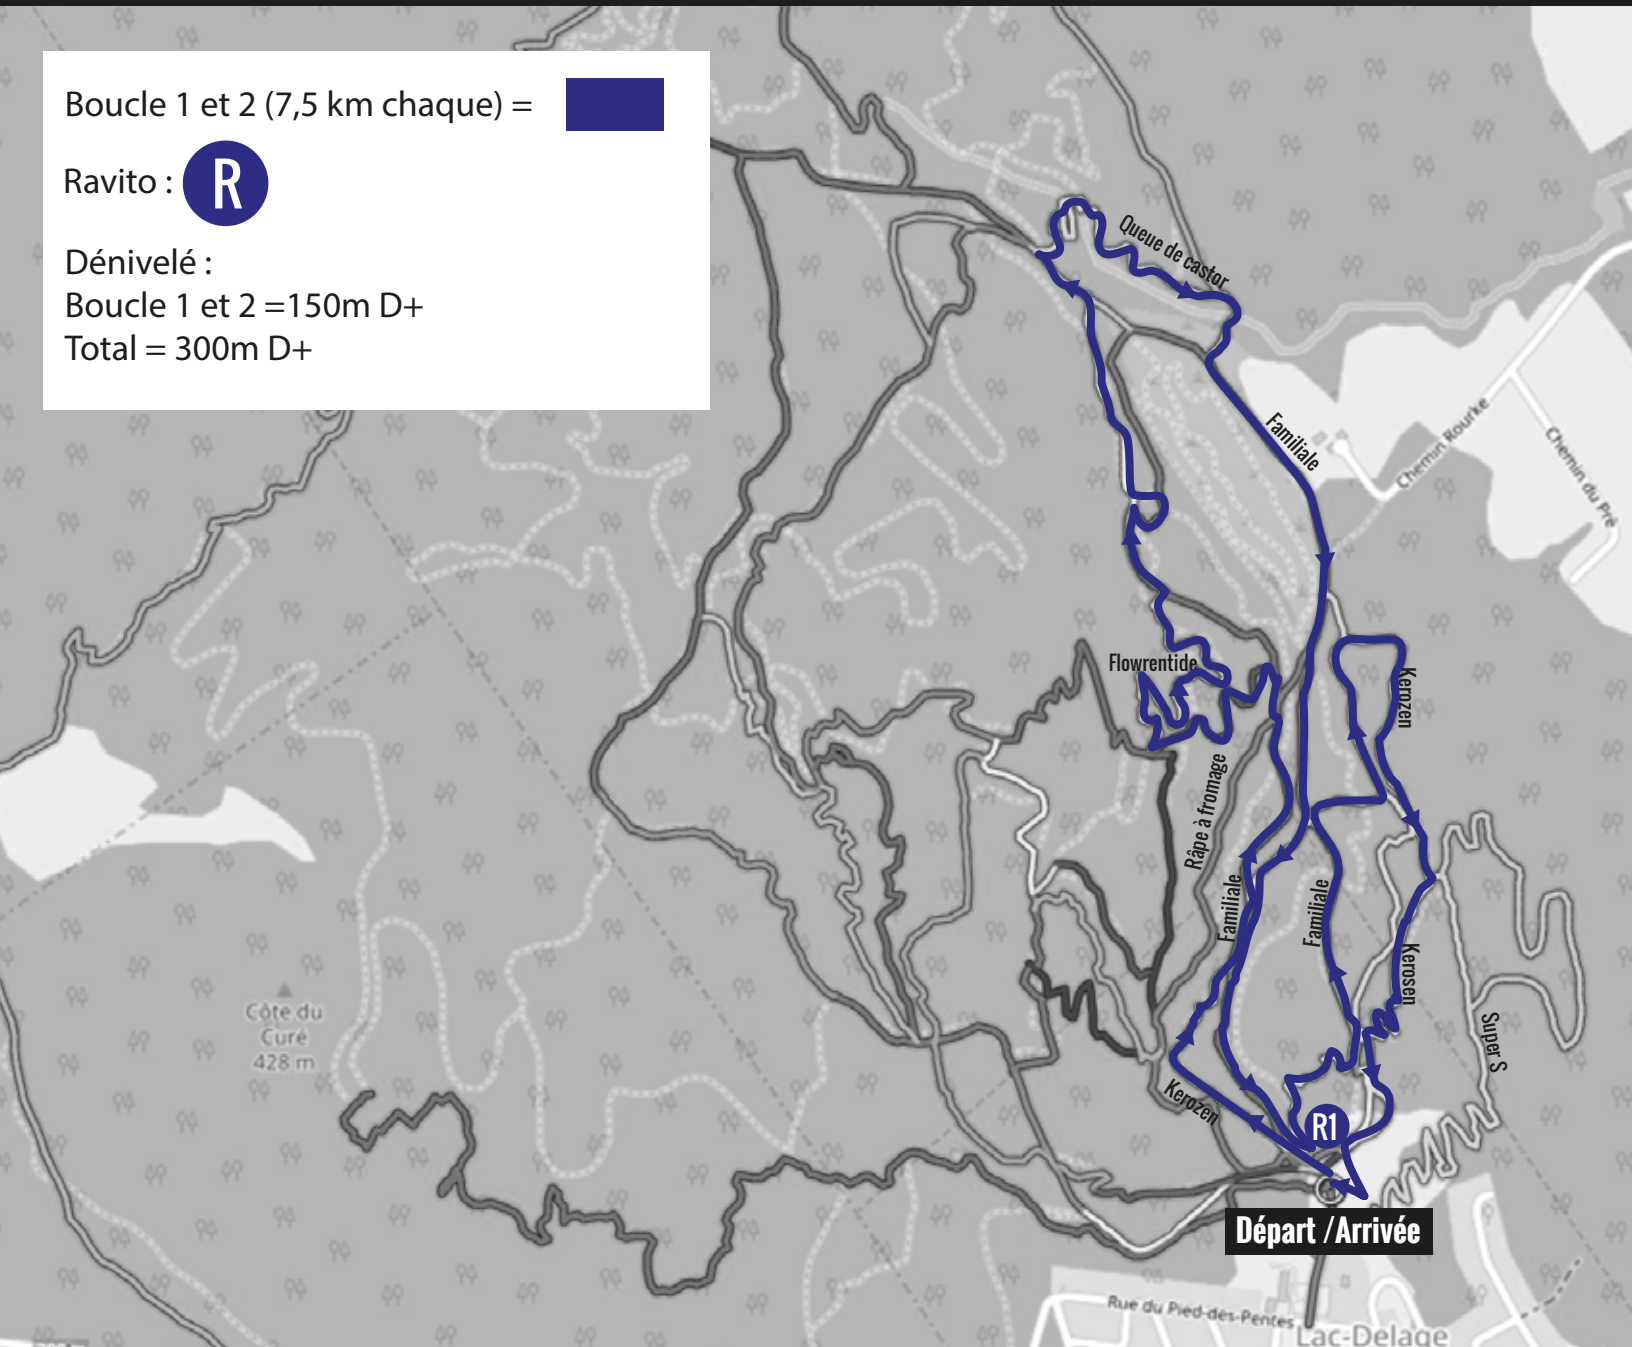 Boucle 1 et 2 (7,5 km chaque) =
Ravito : R
Dénivelé :
Boucle 1 et 2 =150m D+
Total = 300m D+
Queue de castor
Familiale
Chemin Rourke
Chemin du Pré
Flowrentide
Kerozen
Râpe à fromage
Familiale
Familiale
Kerosen
Côte du
Curé
428 m
Super S
Kerozen
R1
Départ /Arrivée
Rue du Pied-des-Pentes
Lac-Delage